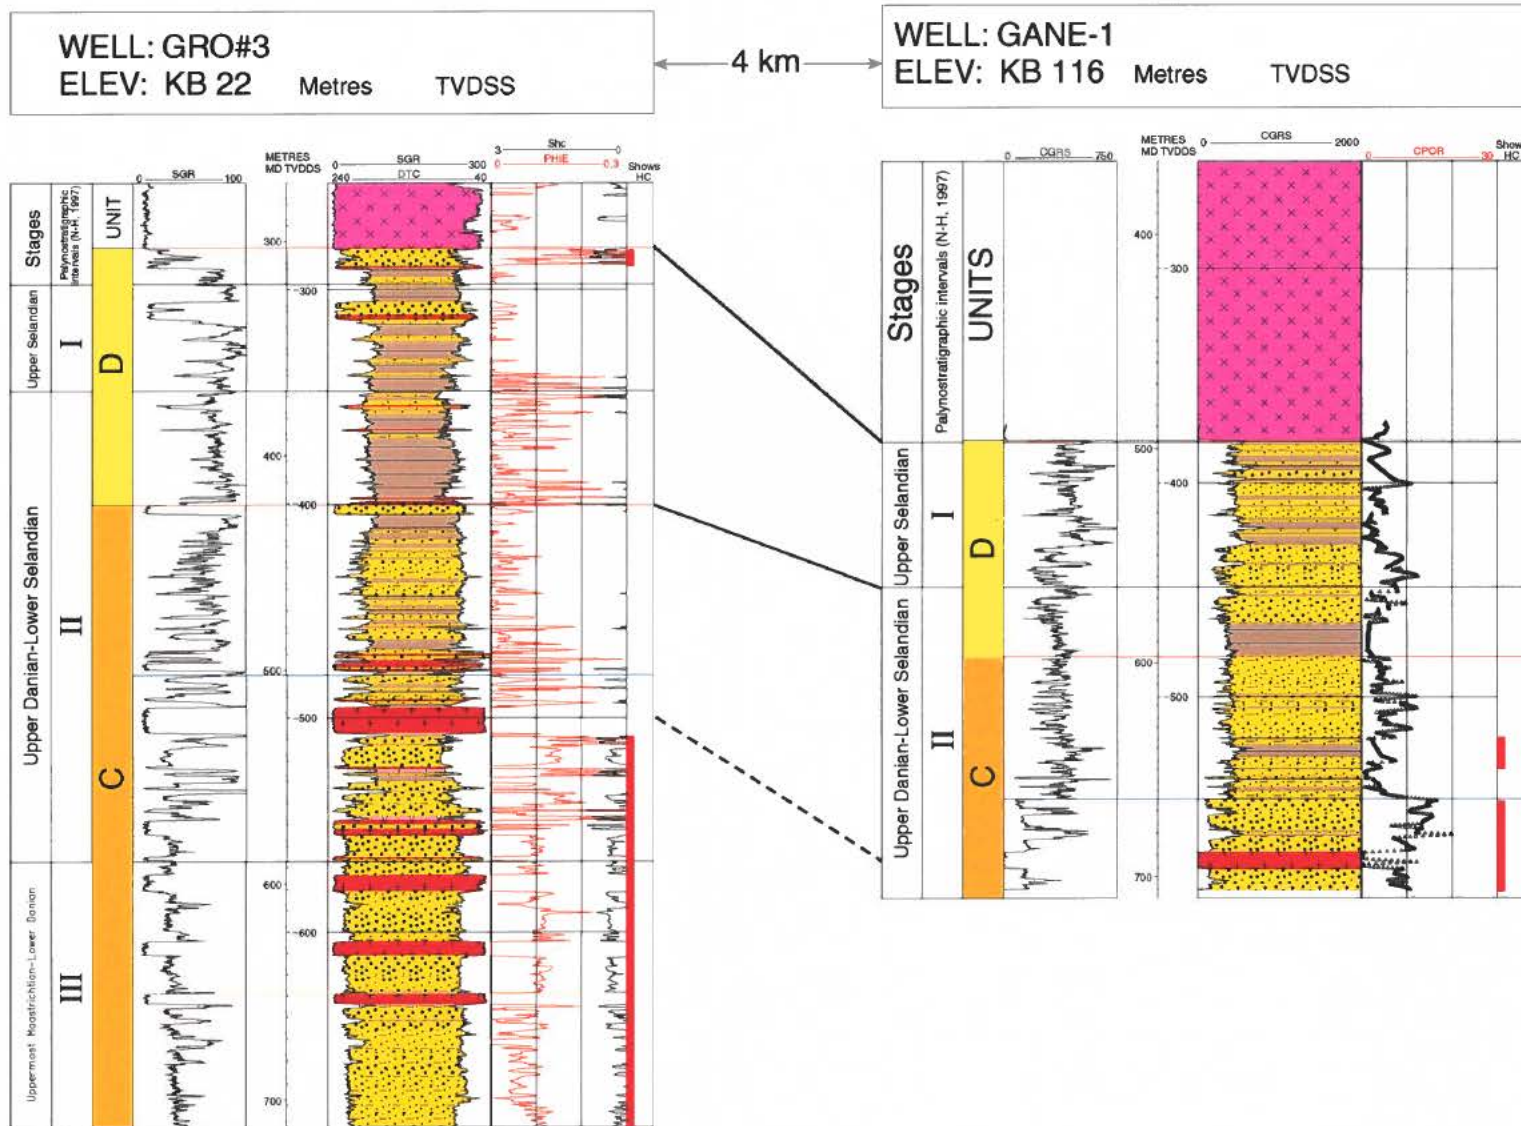 WELL: GRO#3
ELEV: KB 22 Metres TVDSS
4 km
WELL: GANE-1
ELEV: KB 116 Metres TVDSS
Stages
Palynostratigraphic intervals (N-H, 1997)
UNIT
0 SGR 100
METRES
MD TVDDS
0 SGR 300
240 DTC 40
3 Shc 0
0 PHIE 0.3
Shows
HC
Upper Selandian
I
D
Upper Danian-Lower Selandian
II
C
Uppermost Maastrichtian-Lower Danian
III
300
300
400
400
500
500
600
600
700
Stages
Palynostratigraphic intervals (N-H, 1997)
UNITS
0 CGRS 750
METRES
MD TVDDS
0 CGRS 2000
0 CPOR 30
Shows
HC
Upper Selandian
I
D
Upper Danian-Lower Selandian
II
C
400
300
500
400
600
500
700